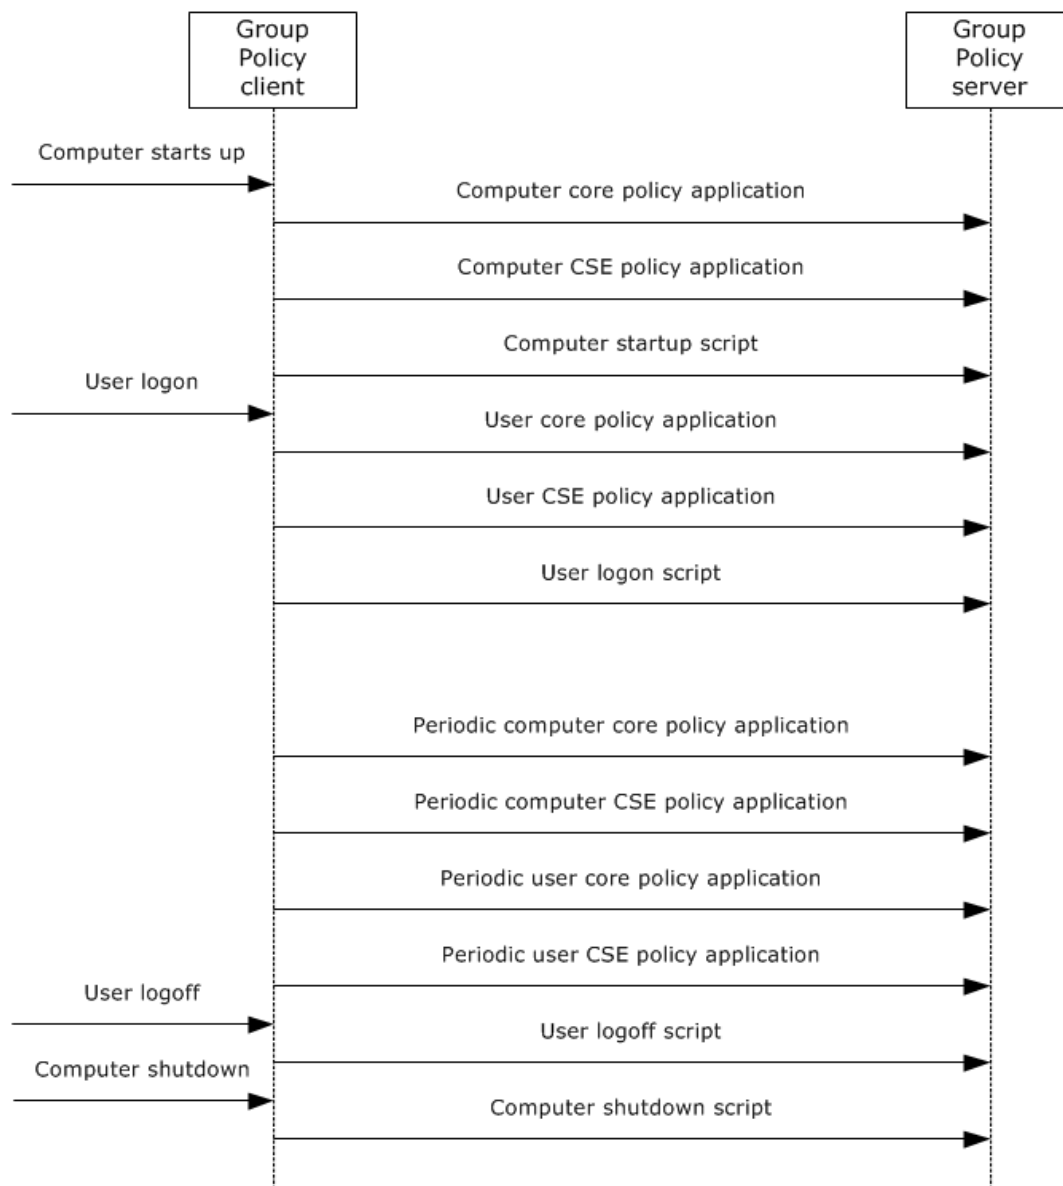 Group
Policy
client
Group
Policy
server
Computer starts up
Computer core policy application
Computer CSE policy application
Computer startup script
User logon
User core policy application
User CSE policy application
User logon script
Periodic computer core policy application
Periodic computer CSE policy application
Periodic user core policy application
Periodic user CSE policy application
User logoff
User logoff script
Computer shutdown
Computer shutdown script